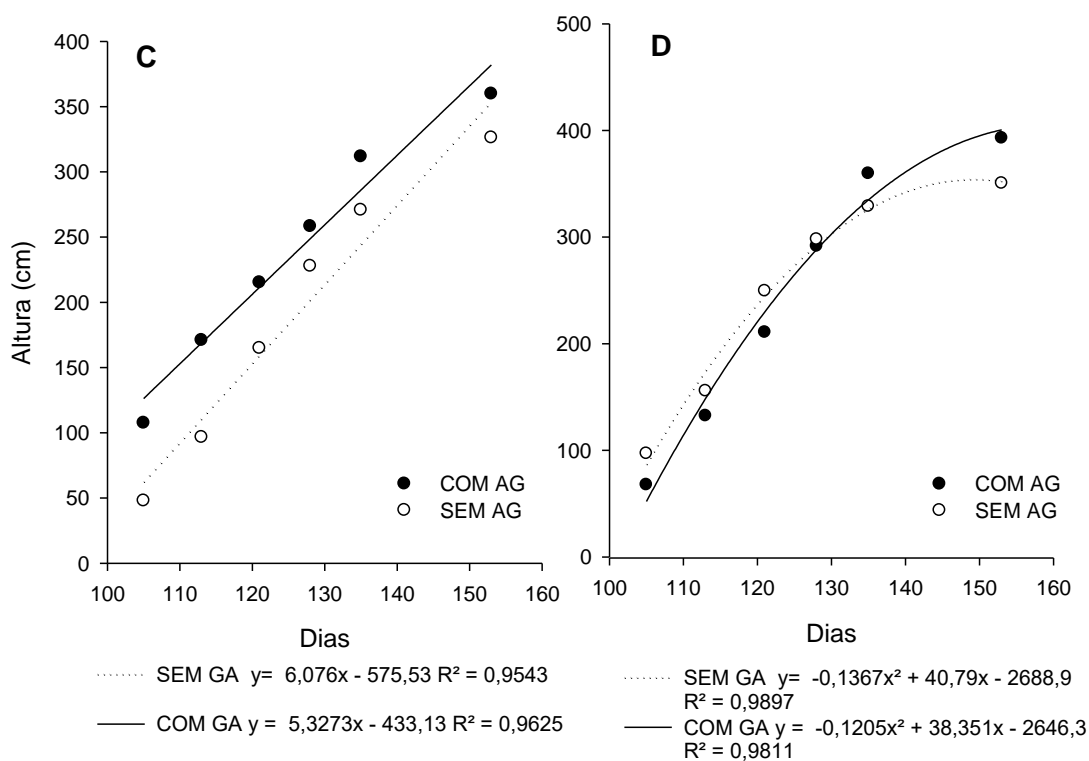 C
400
350
300
250
200
150
100
50
0
Altura (cm)
100 110 120 130 140 150 160
Dias
COM AG
SEM AG
SEM GA y= 6,076x - 575,53 R² = 0,9543
COM GA y = 5,3273x - 433,13 R² = 0,9625
D
500
400
300
200
100
0
100 110 120 130 140 150 160
Dias
COM AG
SEM AG
SEM GA y= -0,1367x² + 40,79x - 2688,9
R² = 0,9897
COM GA y = -0,1205x² + 38,351x - 2646,3
R² = 0,9811